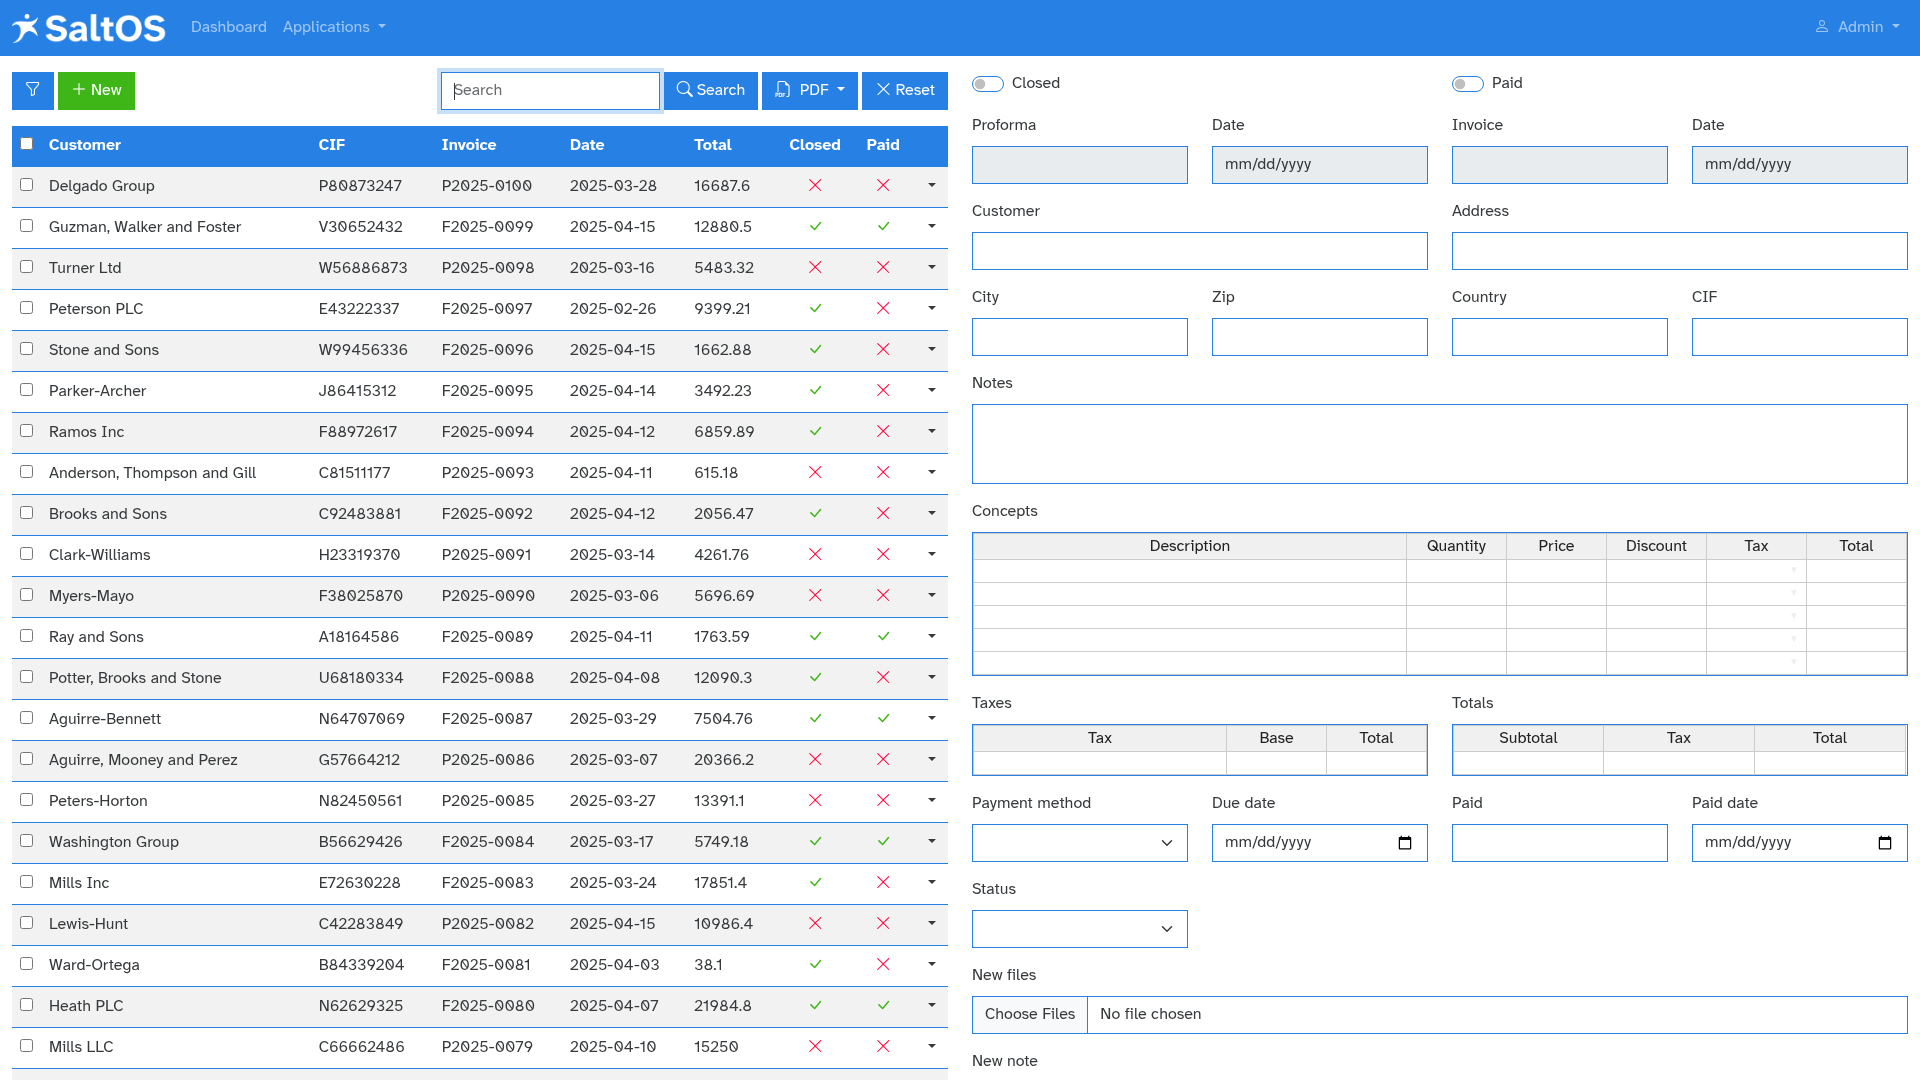 SaltOS Dashboard Applications Admin
New Search Search PDF Reset
Customer CIF Invoice Date Total Closed Paid
Delgado Group P80873247 P2025-0100 2025-03-28 16687.6
Guzman, Walker and Foster V30652432 F2025-0099 2025-04-15 12880.5
Turner Ltd W56886873 P2025-0098 2025-03-16 5483.32
Peterson PLC E43222337 F2025-0097 2025-02-26 9399.21
Stone and Sons W99456336 F2025-0096 2025-04-15 1662.88
Parker-Archer J86415312 F2025-0095 2025-04-14 3492.23
Ramos Inc F88972617 F2025-0094 2025-04-12 6859.89
Anderson, Thompson and Gill C81511177 P2025-0093 2025-04-11 615.18
Brooks and Sons C92483881 F2025-0092 2025-04-12 2056.47
Clark-Williams H23319370 P2025-0091 2025-03-14 4261.76
Myers-Mayo F38025870 P2025-0090 2025-03-06 5696.69
Ray and Sons A18164586 F2025-0089 2025-04-11 1763.59
Potter, Brooks and Stone U68180334 F2025-0088 2025-04-08 12090.3
Aguirre-Bennett N64707069 F2025-0087 2025-03-29 7504.76
Aguirre, Mooney and Perez G57664212 P2025-0086 2025-03-07 20366.2
Peters-Horton N82450561 P2025-0085 2025-03-27 13391.1
Washington Group B56629426 F2025-0084 2025-03-17 5749.18
Mills Inc E72630228 F2025-0083 2025-03-24 17851.4
Lewis-Hunt C42283849 P2025-0082 2025-04-15 10986.4
Ward-Ortega B84339204 F2025-0081 2025-04-03 38.1
Heath PLC N62629325 F2025-0080 2025-04-07 21984.8
Mills LLC C66662486 P2025-0079 2025-04-10 15250
Closed Paid
Proforma Date Invoice Date
mm/dd/yyyy mm/dd/yyyy
Customer Address
City Zip Country CIF
Notes
Concepts
Description Quantity Price Discount Tax Total
Taxes Totals
Tax Base Total Subtotal Tax Total
Payment method Due date Paid Paid date
mm/dd/yyyy mm/dd/yyyy
Status
New files
Choose Files No file chosen
New note